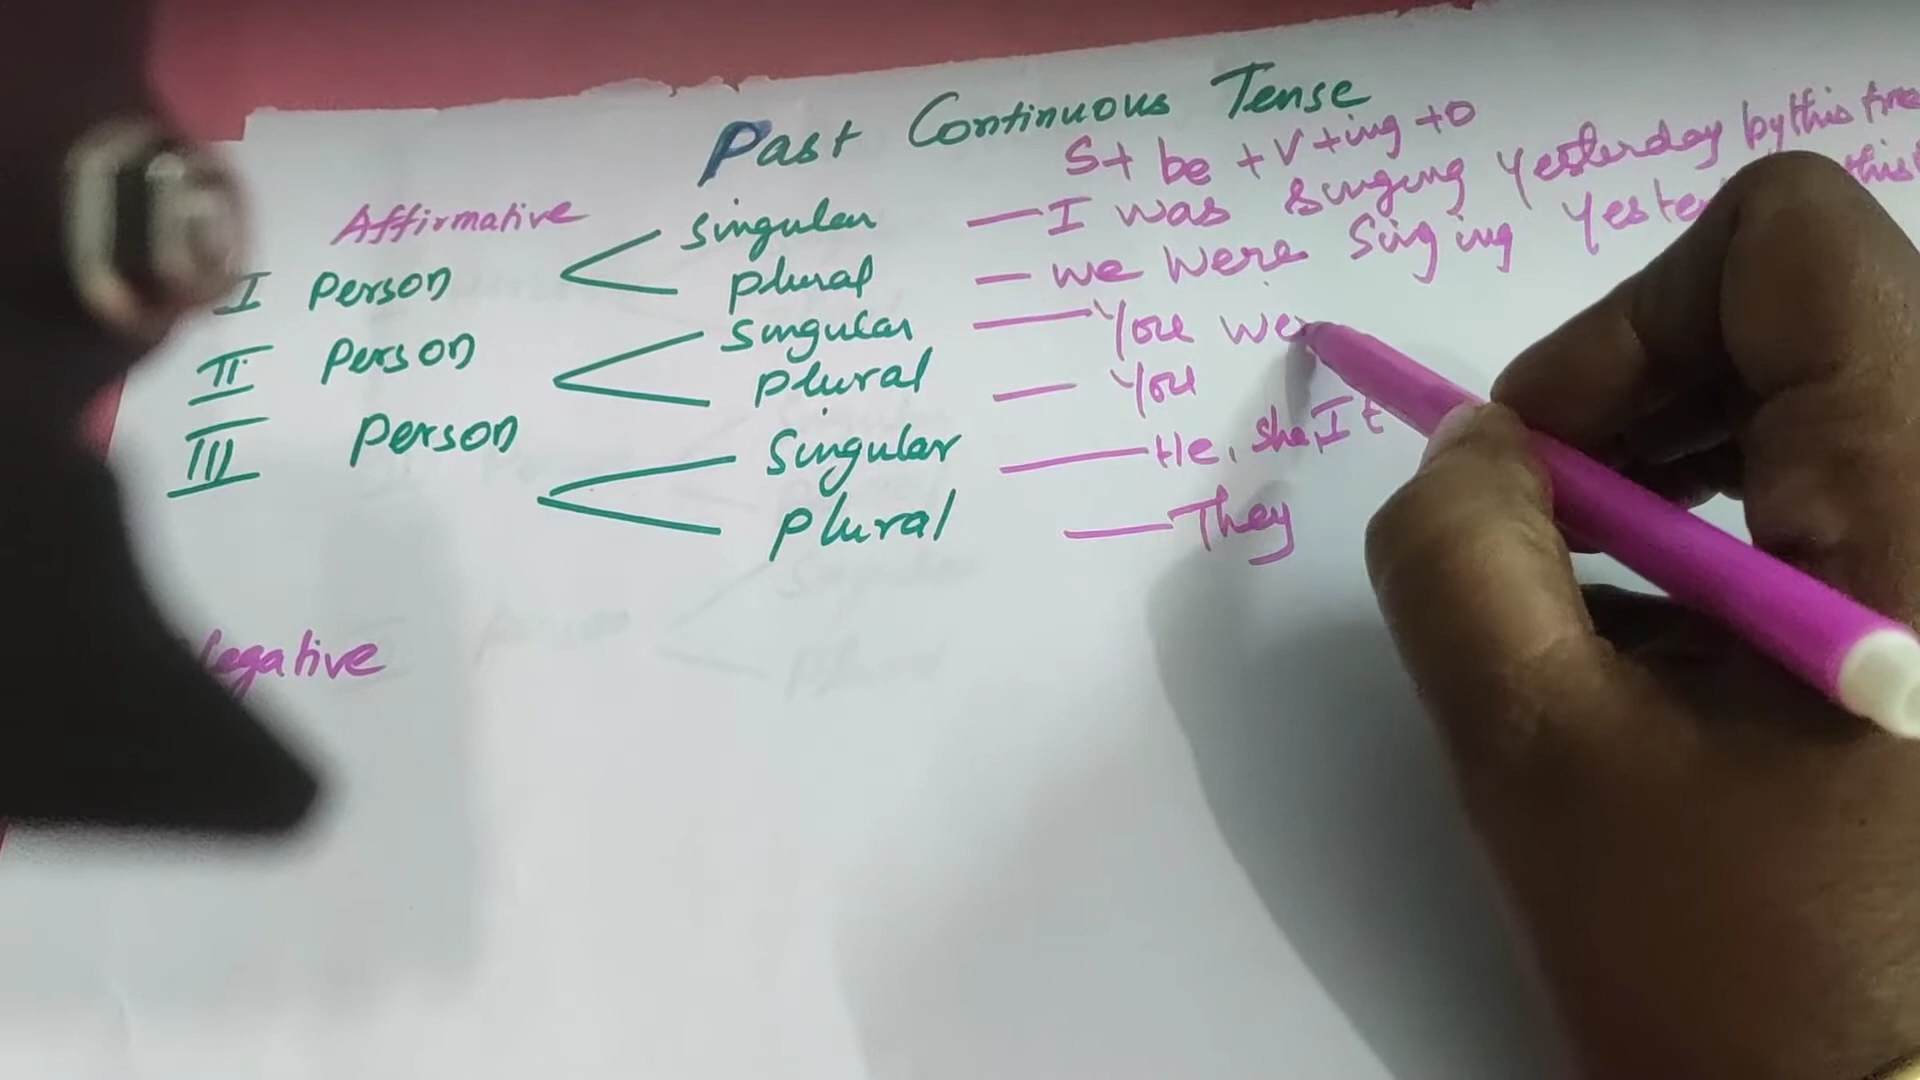 Past Continuous Tense
S+ be +V+ing +O
Affirmative
I Person singular — I was singing Yesterday by this
plural — we were singing
II Person singular — You we
plural — You
III Person singular — He, she, It
plural — They